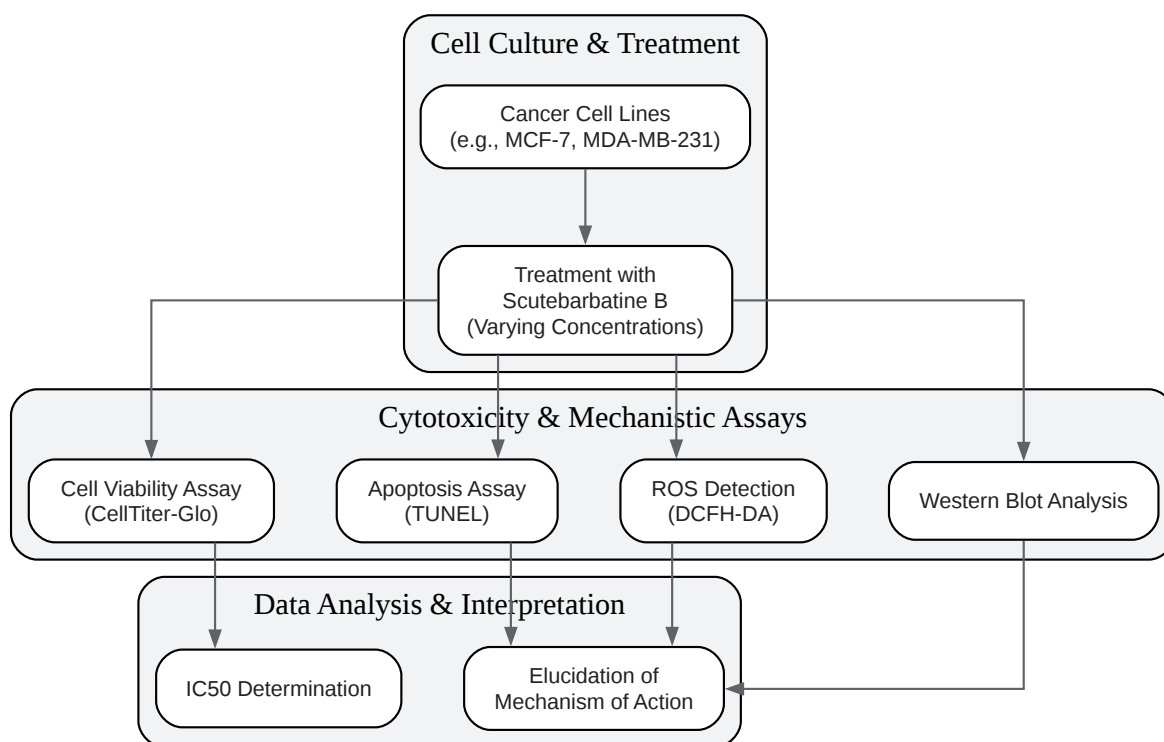 Cell Culture & Treatment
Cancer Cell Lines
(e.g., MCF-7, MDA-MB-231)
Treatment with
Scutebarbatine B
(Varying Concentrations)
Cytotoxicity & Mechanistic Assays
Cell Viability Assay
(CellTiter-Glo)
Apoptosis Assay
(TUNEL)
ROS Detection
(DCFH-DA)
Western Blot Analysis
Data Analysis & Interpretation
IC50 Determination
Elucidation of
Mechanism of Action